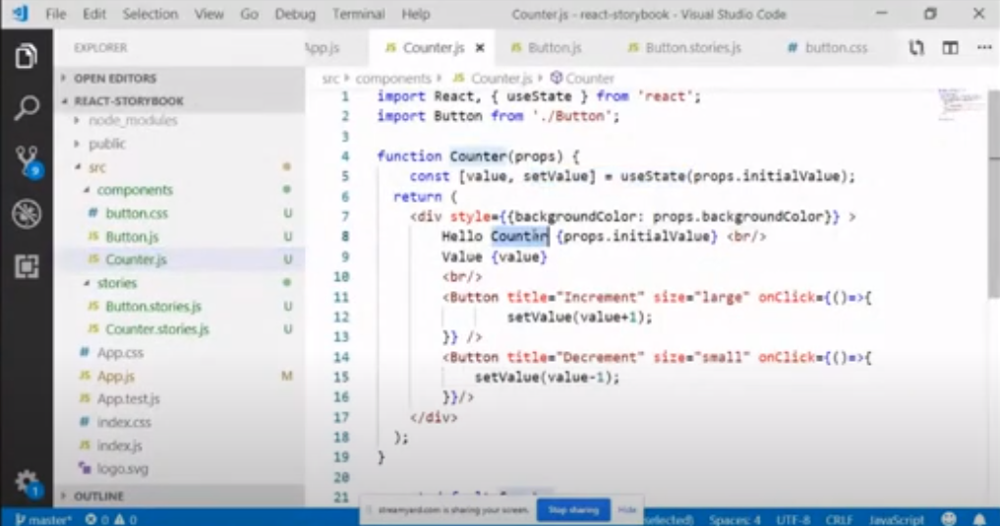 File Edit Selection View Go Debug Terminal Help Counter.js - react-storybook - Visual Studio Code
EXPLORER
OPEN EDITORS
REACT-STORYBOOK
node_modules
public
src
components
button.css U
Button.js U
Counter.js U
stories
Button.stories.js U
Counter.stories.js U
App.css
App.js M
App.test.js
index.css
index.js
logo.svg
OUTLINE
App.js Counter.js Button.js Button.stories.js button.css
src components Counter.js Counter
1 import React, { useState } from 'react';
2 import Button from './Button';
3
4 function Counter(props) {
5 const [value, setValue] = useState(props.initialValue);
6 return (
7 <div style={{backgroundColor: props.backgroundColor}} >
8 Hello Counter {props.initialValue} <br/>
9 Value {value}
10 <br/>
11 <Button title="Increment" size="large" onClick={()=>{
12 setValue(value+1);
13 }} />
14 <Button title="Decrement" size="small" onClick={()=>{
15 setValue(value-1);
16 }}/>
17 </div>
18 );
19 }
20
21
9
1
streamyard.com is sharing your screen. Stop sharing Hide
master* 0 0 selected) Spaces: 4 UTF-8 CRLF JavaScript